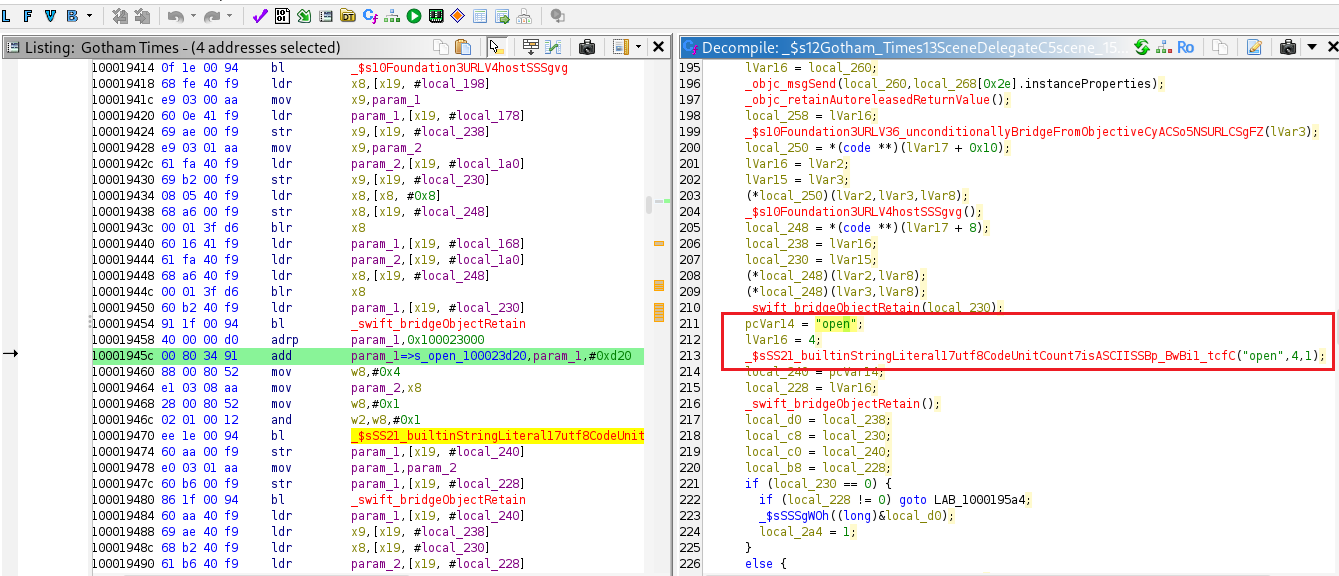 L F V B
Listing: Gotham Times - (4 addresses selected)
100019414 0f 1e 00 94 bl _$s10Foundation3URLV4hostSSSgvg
100019418 68 fe 40 f9 ldr x8,[x19, #local_198]
10001941c e9 03 00 aa mov x9,param_1
100019420 60 0e 41 f9 ldr param_1,[x19, #local_178]
100019424 69 ae 00 f9 str x9,[x19, #local_238]
100019428 e9 03 01 aa mov x9,param_2
10001942c 61 fa 40 f9 ldr param_2,[x19, #local_1a0]
100019430 69 b2 00 f9 str x9,[x19, #local_230]
100019434 08 05 40 f9 ldr x8,[x8, #0x8]
100019438 68 a6 00 f9 str x8,[x19, #local_248]
10001943c 00 01 3f d6 blr x8
100019440 60 16 41 f9 ldr param_1,[x19, #local_168]
100019444 61 fa 40 f9 ldr param_2,[x19, #local_1a0]
100019448 68 a6 40 f9 ldr x8,[x19, #local_248]
10001944c 00 01 3f d6 blr x8
100019450 60 b2 40 f9 ldr param_1,[x19, #local_230]
100019454 91 1f 00 94 bl _swift_bridgeObjectRetain
100019458 40 00 00 d0 adrp param_1,0x100023000
10001945c 00 80 34 91 add param_1=>s_open_100023d20,param_1,#0xd20
100019460 88 00 80 52 mov w8,#0x4
100019464 e1 03 08 aa mov param_2,x8
100019468 28 00 80 52 mov w8,#0x1
10001946c 02 01 00 12 and w2,w8,#0x1
100019470 ee 1e 00 94 bl _$sSS21_builtinStringLiteral17utf8CodeUnit
100019474 60 aa 00 f9 str param_1,[x19, #local_240]
100019478 e0 03 01 aa mov param_1,param_2
10001947c 60 b6 00 f9 str param_1,[x19, #local_228]
100019480 86 1f 00 94 bl _swift_bridgeObjectRetain
100019484 60 aa 40 f9 ldr param_1,[x19, #local_240]
100019488 69 ae 40 f9 ldr x9,[x19, #local_238]
10001948c 68 b2 40 f9 ldr x8,[x19, #local_230]
100019490 61 b6 40 f9 ldr param_2,[x19, #local_228]
Decompile: _$s12Gotham_Times13SceneDelegateC5scene_15...
195 lVar16 = local_260;
196 _objc_msgSend(local_260,local_268[0x2e].instanceProperties);
197 _objc_retainAutoreleasedReturnValue();
198 local_258 = lVar16;
199 _$s10Foundation3URLV36_unconditionallyBridgeFromObjectiveCyACSo5NSURLCSgFZ(lVar3);
200 local_250 = *(code **)(lVar17 + 0x10);
201 lVar16 = lVar2;
202 lVar15 = lVar3;
203 (*local_250)(lVar2,lVar3,lVar8);
204 _$s10Foundation3URLV4hostSSSgvg();
205 local_248 = *(code **)(lVar17 + 8);
206 local_238 = lVar16;
207 local_230 = lVar15;
208 (*local_248)(lVar2,lVar8);
209 (*local_248)(lVar3,lVar8);
210 _swift_bridgeObjectRetain(local_230);
211 pcVar14 = "open";
212 lVar16 = 4;
213 _$sSS21_builtinStringLiteral17utf8CodeUnitCount7isASCIISSBp_BwBi1_tcfC("open",4,1);
214 local_240 = pcVar14;
215 local_228 = lVar16;
216 _swift_bridgeObjectRetain();
217 local_d0 = local_238;
218 local_c8 = local_230;
219 local_c0 = local_240;
220 local_b8 = local_228;
221 if (local_230 == 0) {
222 if (local_228 != 0) goto LAB_1000195a4;
223 _$sSSSgWOh((long)&local_d0);
224 local_2a4 = 1;
225 }
226 else {